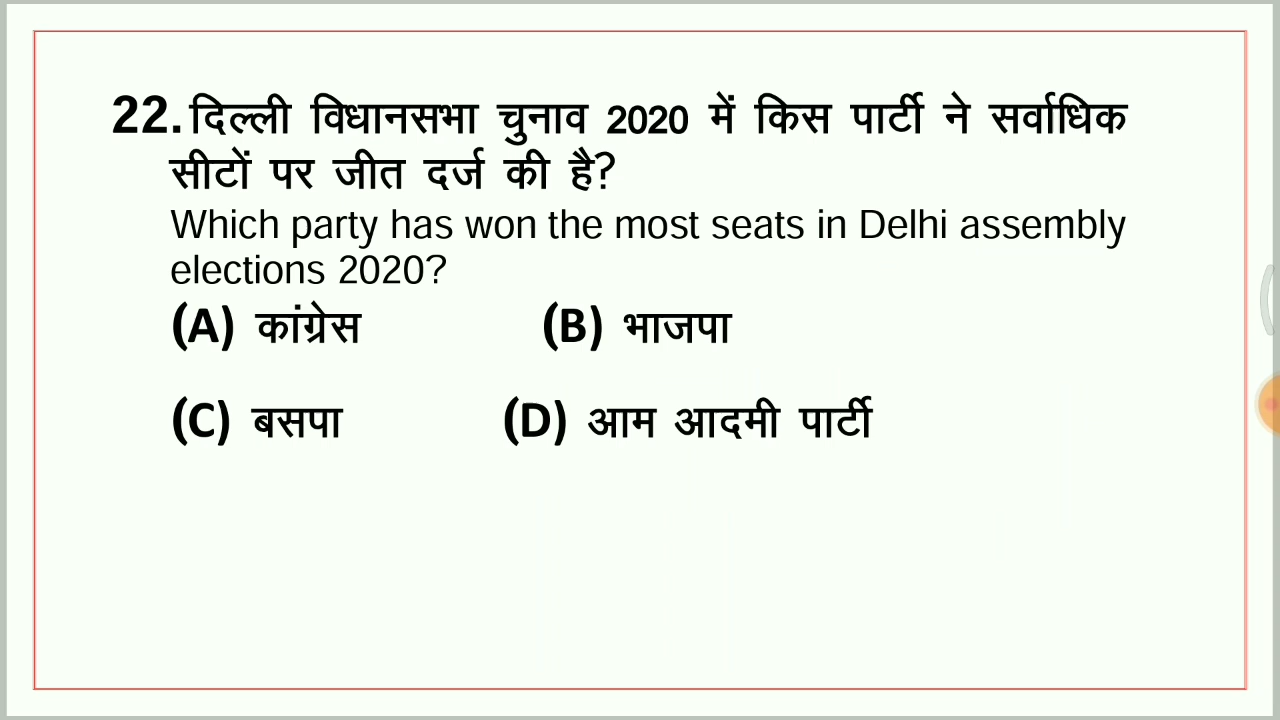 22. दिल्ली विधानसभा चुनाव 2020 में किस पार्टी ने सर्वाधिक
सीटों पर जीत दर्ज की है?
Which party has won the most seats in Delhi assembly
elections 2020?
(A) कांग्रेस (B) भाजपा
(C) बसपा (D) आम आदमी पार्टी